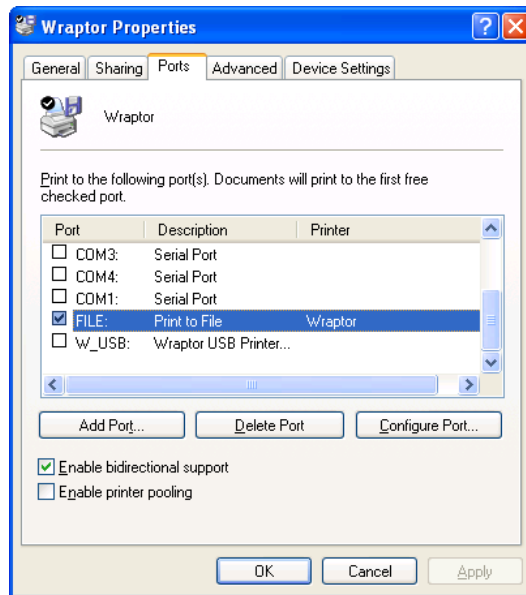 Wraptor Properties
General Sharing Ports Advanced Device Settings
Wraptor
Print to the following port(s). Documents will print to the first free
checked port.
Port Description Printer
COM3: Serial Port
COM4: Serial Port
COM1: Serial Port
FILE: Print to File Wraptor
W_USB: Wraptor USB Printer...
Add Port... Delete Port Configure Port...
Enable bidirectional support
Enable printer pooling
OK Cancel Apply